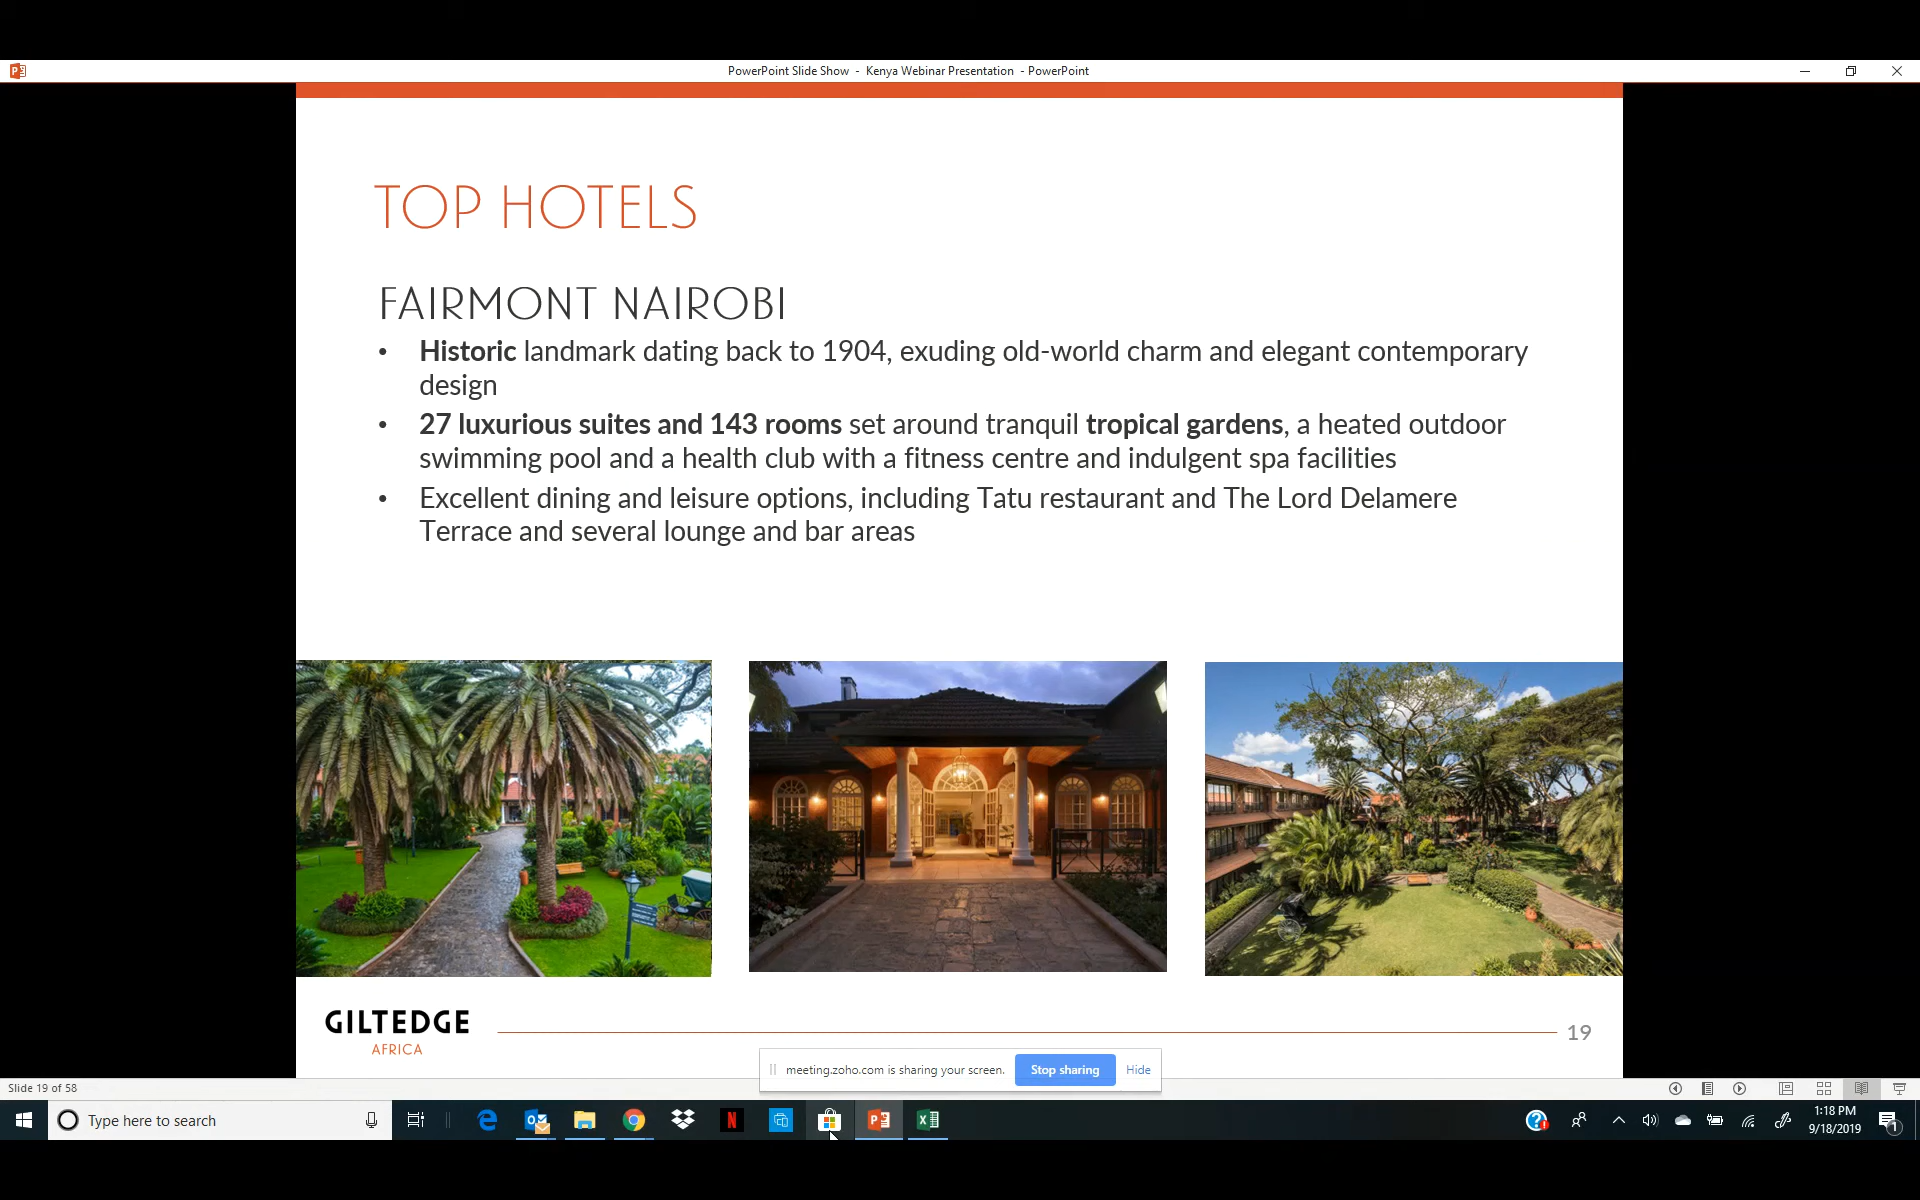 PowerPoint Slide Show - Kenya Webinar Presentation - PowerPoint
TOP HOTELS
FAIRMONT NAIROBI
• Historic landmark dating back to 1904, exuding old-world charm and elegant contemporary
design
• 27 luxurious suites and 143 rooms set around tranquil tropical gardens, a heated outdoor
swimming pool and a health club with a fitness centre and indulgent spa facilities
• Excellent dining and leisure options, including Tatu restaurant and The Lord Delamere
Terrace and several lounge and bar areas
GILTEDGE
AFRICA
19
meeting.zoho.com is sharing your screen.
Stop sharing
Hide
Slide 19 of 58
Type here to search
1:18 PM
9/18/2019
1